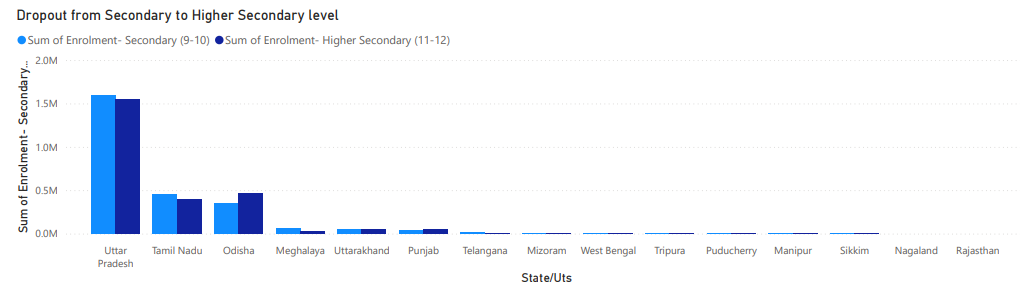 Dropout from Secondary to Higher Secondary level
Sum of Enrolment- Secondary (9-10) Sum of Enrolment- Higher Secondary (11-12)
Sum of Enrolment- Secondary...
2.0M
1.5M
1.0M
0.5M
0.0M
Uttar
Pradesh
Tamil Nadu
Odisha
Meghalaya
Uttarakhand
Punjab
Telangana
Mizoram
West Bengal
Tripura
Puducherry
Manipur
Sikkim
Nagaland
Rajasthan
State/Uts